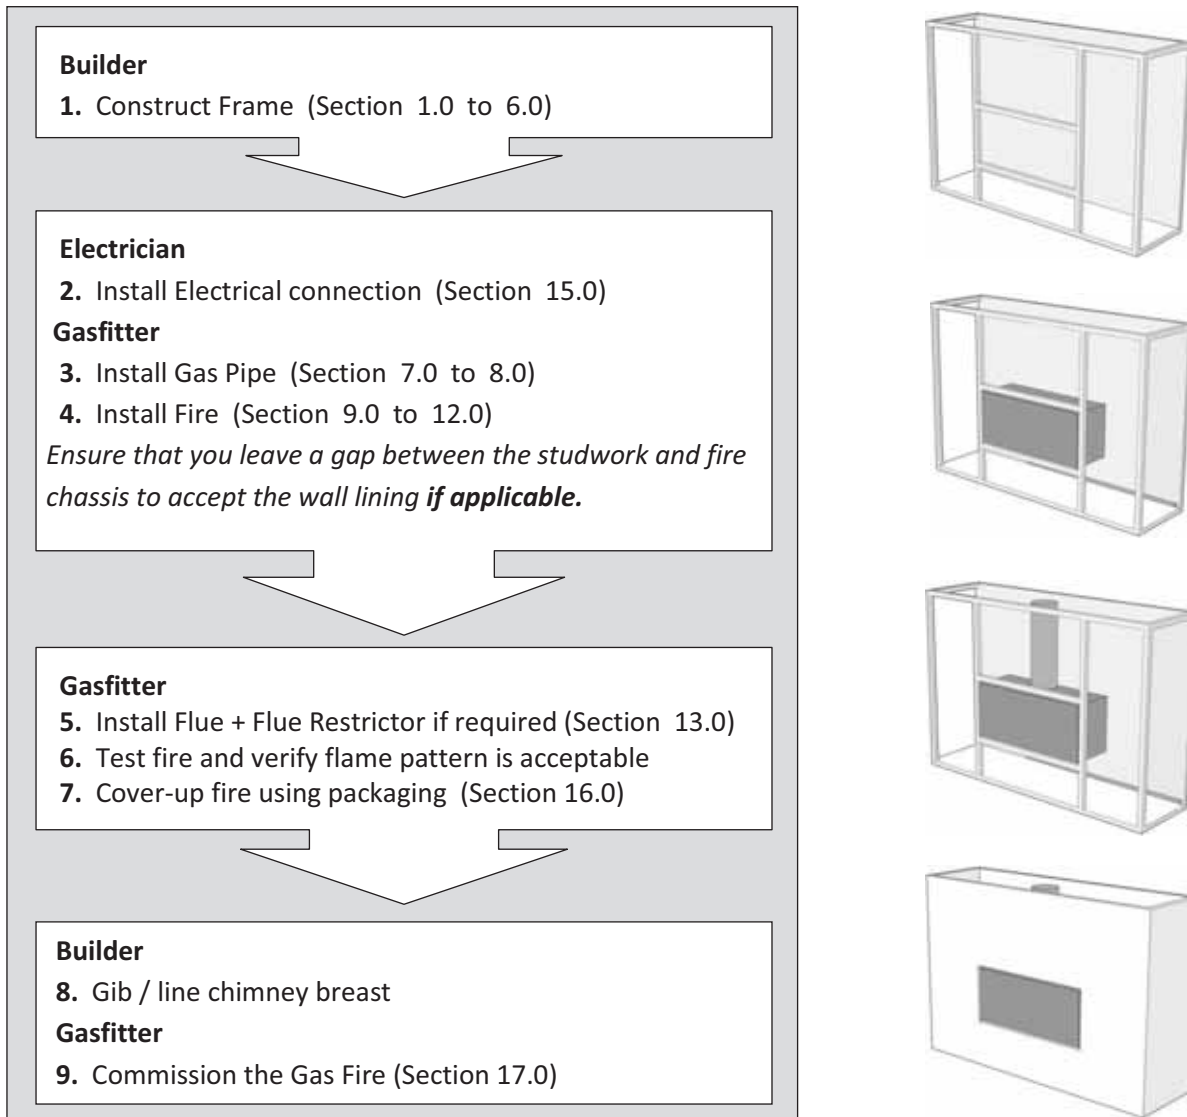 Builder
1. Construct Frame (Section 1.0 to 6.0)
Electrician
2. Install Electrical connection (Section 15.0)
Gasfitter
3. Install Gas Pipe (Section 7.0 to 8.0)
4. Install Fire (Section 9.0 to 12.0)
Ensure that you leave a gap between the studwork and fire
chassis to accept the wall lining if applicable.
Gasfitter
5. Install Flue + Flue Restrictor if required (Section 13.0)
6. Test fire and verify flame pattern is acceptable
7. Cover-up fire using packaging (Section 16.0)
Builder
8. Gib / line chimney breast
Gasfitter
9. Commission the Gas Fire (Section 17.0)